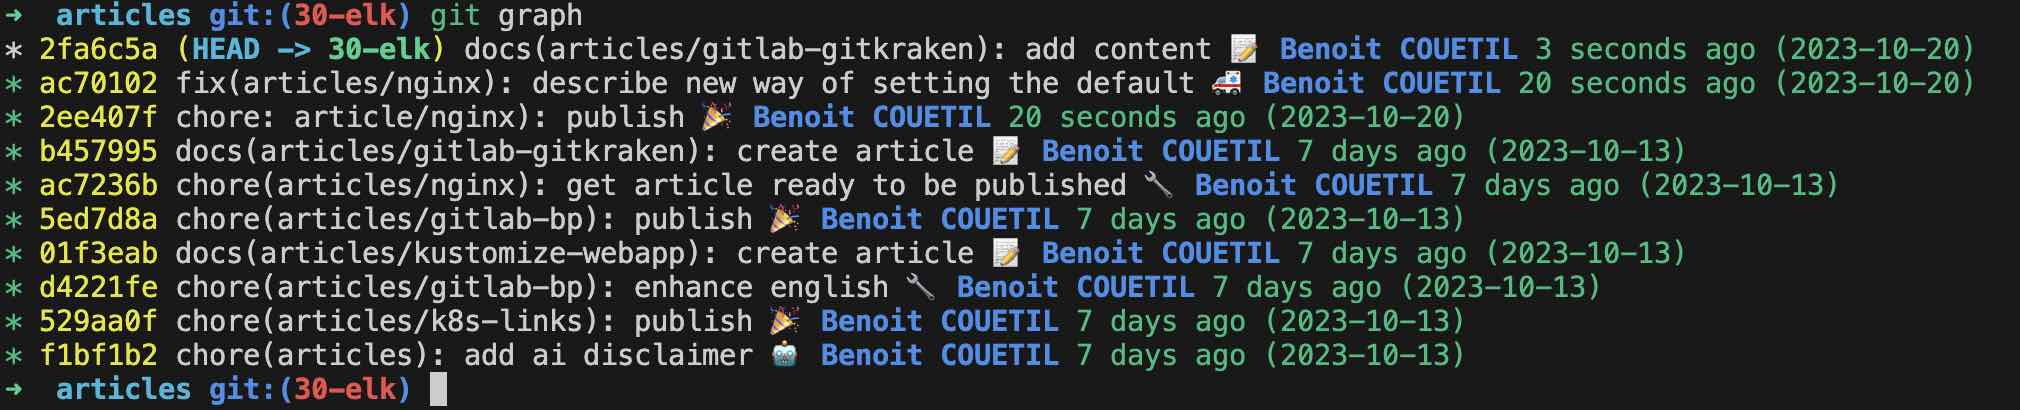 ➜  articles git:(30-elk) git graph
* 2fa6c5a (HEAD -> 30-elk) docs(articles/gitlab-gitkraken): add content 📝 Benoit COUETIL 3 seconds ago (2023-10-20)
* ac70102 fix(articles/nginx): describe new way of setting the default 🚑 Benoit COUETIL 20 seconds ago (2023-10-20)
* 2ee407f chore: article/nginx): publish 🎉 Benoit COUETIL 20 seconds ago (2023-10-20)
* b457995 docs(articles/gitlab-gitkraken): create article 📝 Benoit COUETIL 7 days ago (2023-10-13)
* ac7236b chore(articles/nginx): get article ready to be published 🔧 Benoit COUETIL 7 days ago (2023-10-13)
* 5ed7d8a chore(articles/gitlab-bp): publish 🎉 Benoit COUETIL 7 days ago (2023-10-13)
* 01f3eab docs(articles/kustomize-webapp): create article 📝 Benoit COUETIL 7 days ago (2023-10-13)
* d4221fe chore(articles/gitlab-bp): enhance english 🔧 Benoit COUETIL 7 days ago (2023-10-13)
* 529aa0f chore(articles/k8s-links): publish 🎉 Benoit COUETIL 7 days ago (2023-10-13)
* f1bf1b2 chore(articles): add ai disclaimer 🤖 Benoit COUETIL 7 days ago (2023-10-13)
➜  articles git:(30-elk)